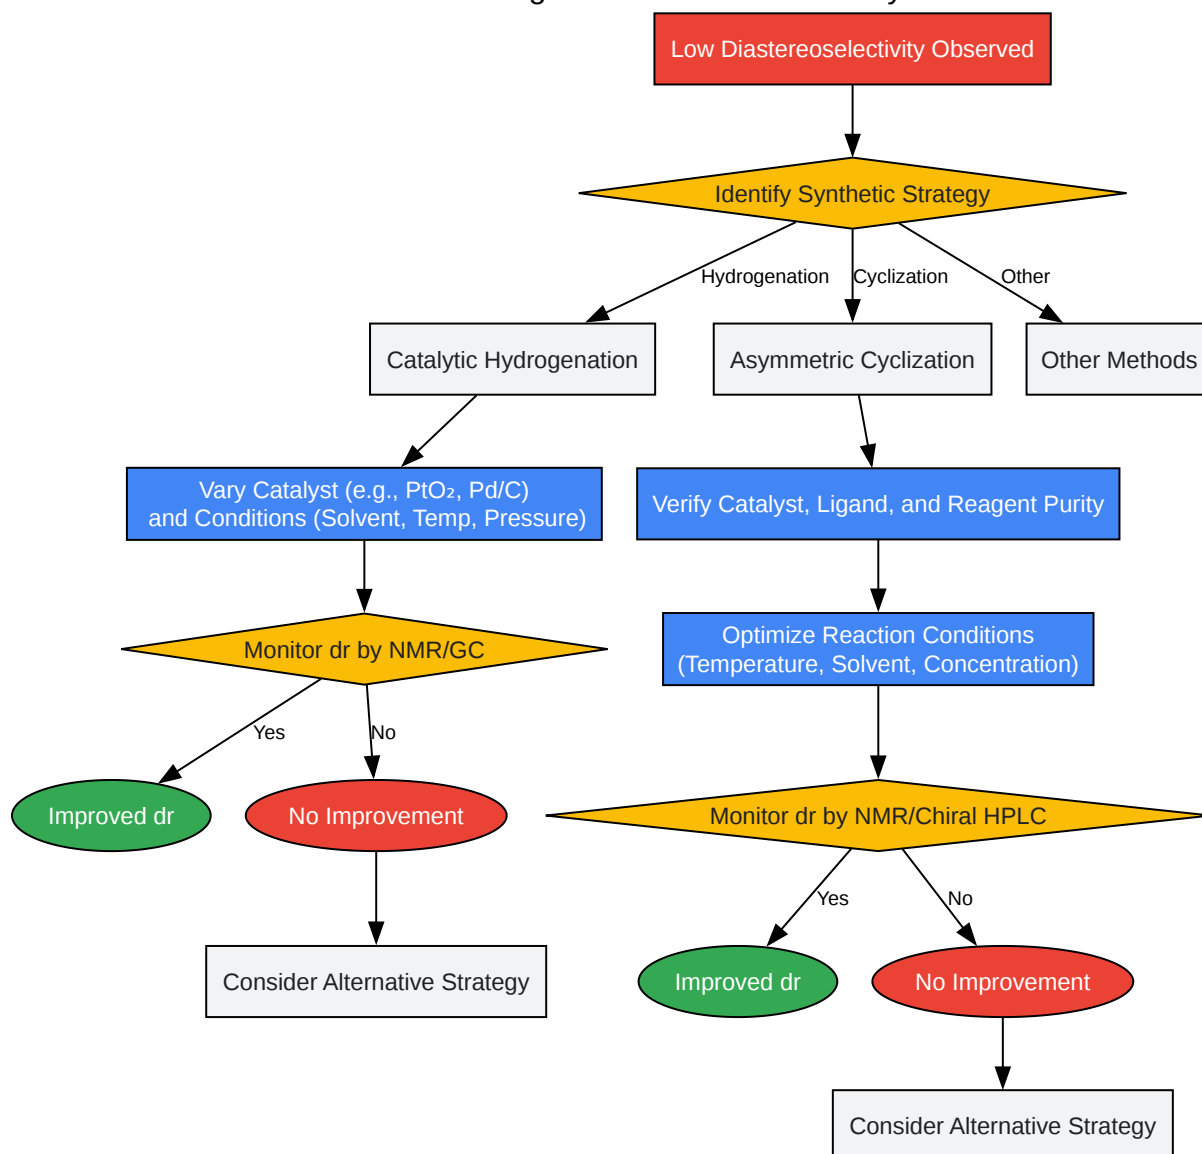 Low Diastereoselectivity Observed
Identify Synthetic Strategy
Hydrogenation
Cyclization
Other
Catalytic Hydrogenation
Asymmetric Cyclization
Other Methods
Vary Catalyst (e.g., PtO₂, Pd/C)
and Conditions (Solvent, Temp, Pressure)
Verify Catalyst, Ligand, and Reagent Purity
Optimize Reaction Conditions
(Temperature, Solvent, Concentration)
Monitor dr by NMR/GC
Yes
No
Improved dr
No Improvement
Monitor dr by NMR/Chiral HPLC
Yes
No
Consider Alternative Strategy
Improved dr
No Improvement
Consider Alternative Strategy